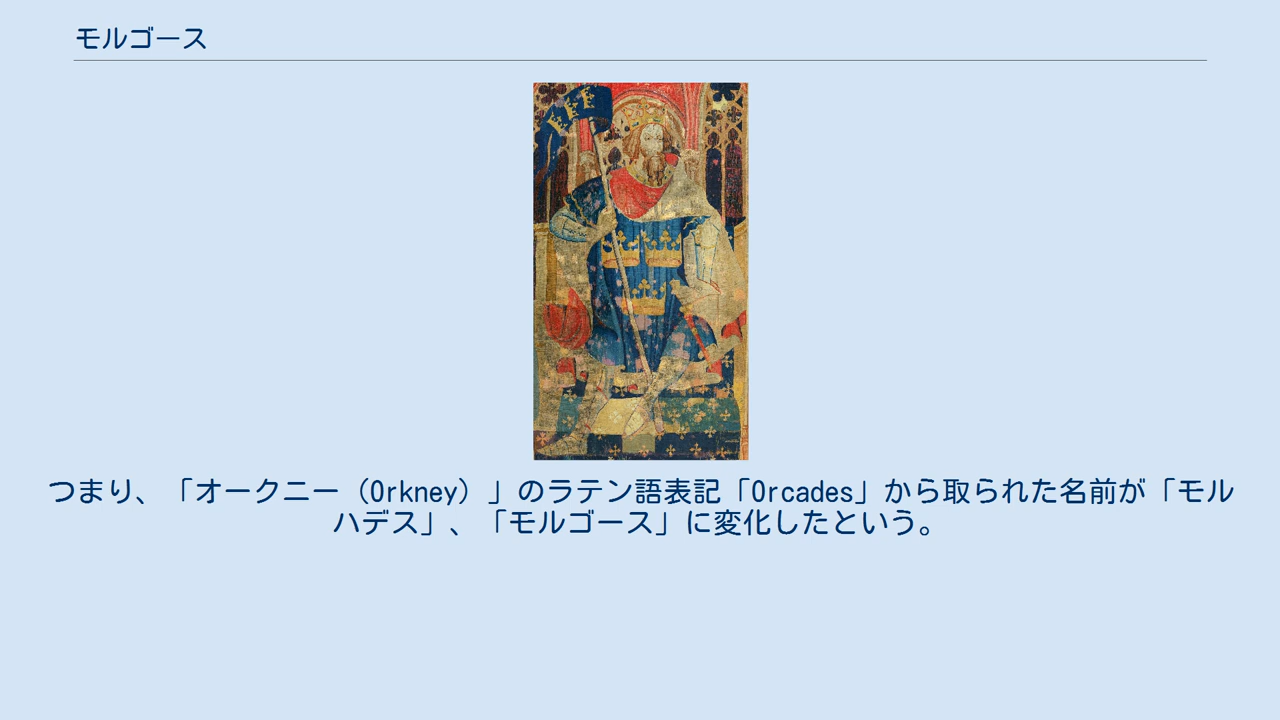 モルゴース
つまり、「オークニー（Orkney）」のラテン語表記「Orcades」から取られた名前が「モル
ハデス」、「モルゴース」に変化したという。